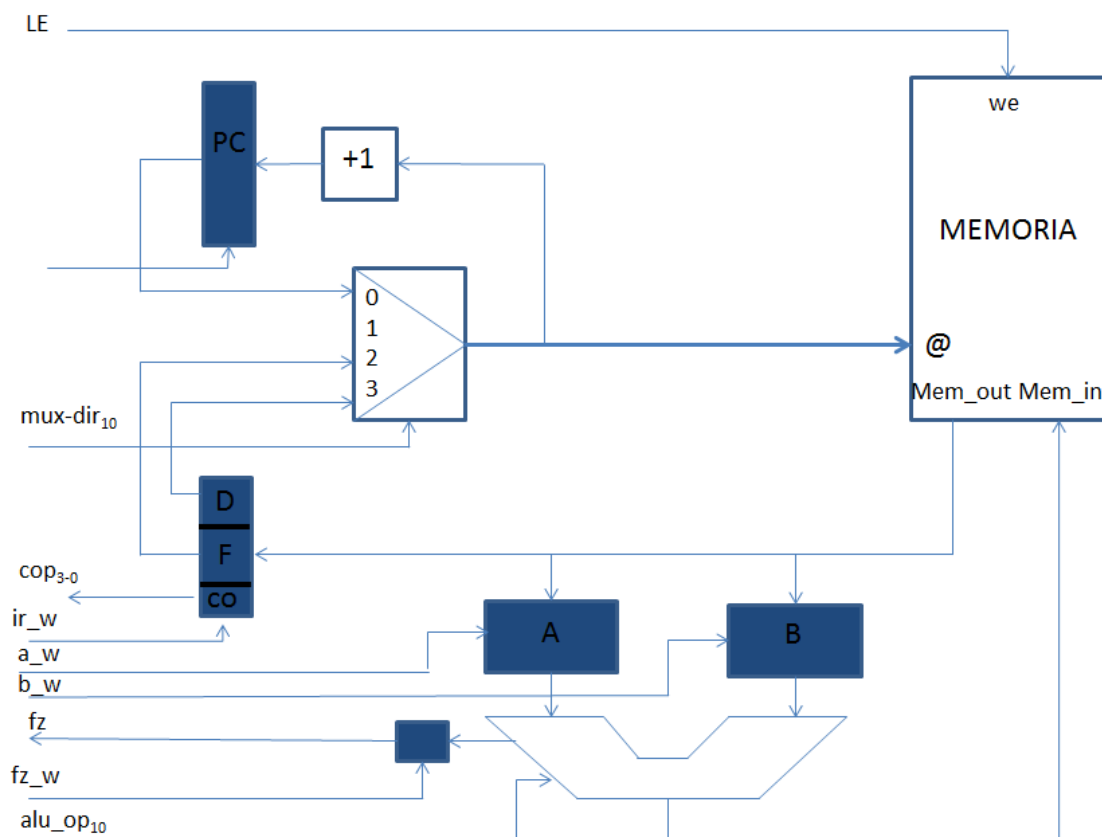 LE
we
PC
+1
MEMORIA
0
1
2
3
@
Mem_out Mem_in
mux-dir₁₀
D
F
co
cop₃₋₀
ir_w
a_w
b_w
A
B
fz
fz_w
alu_op₁₀